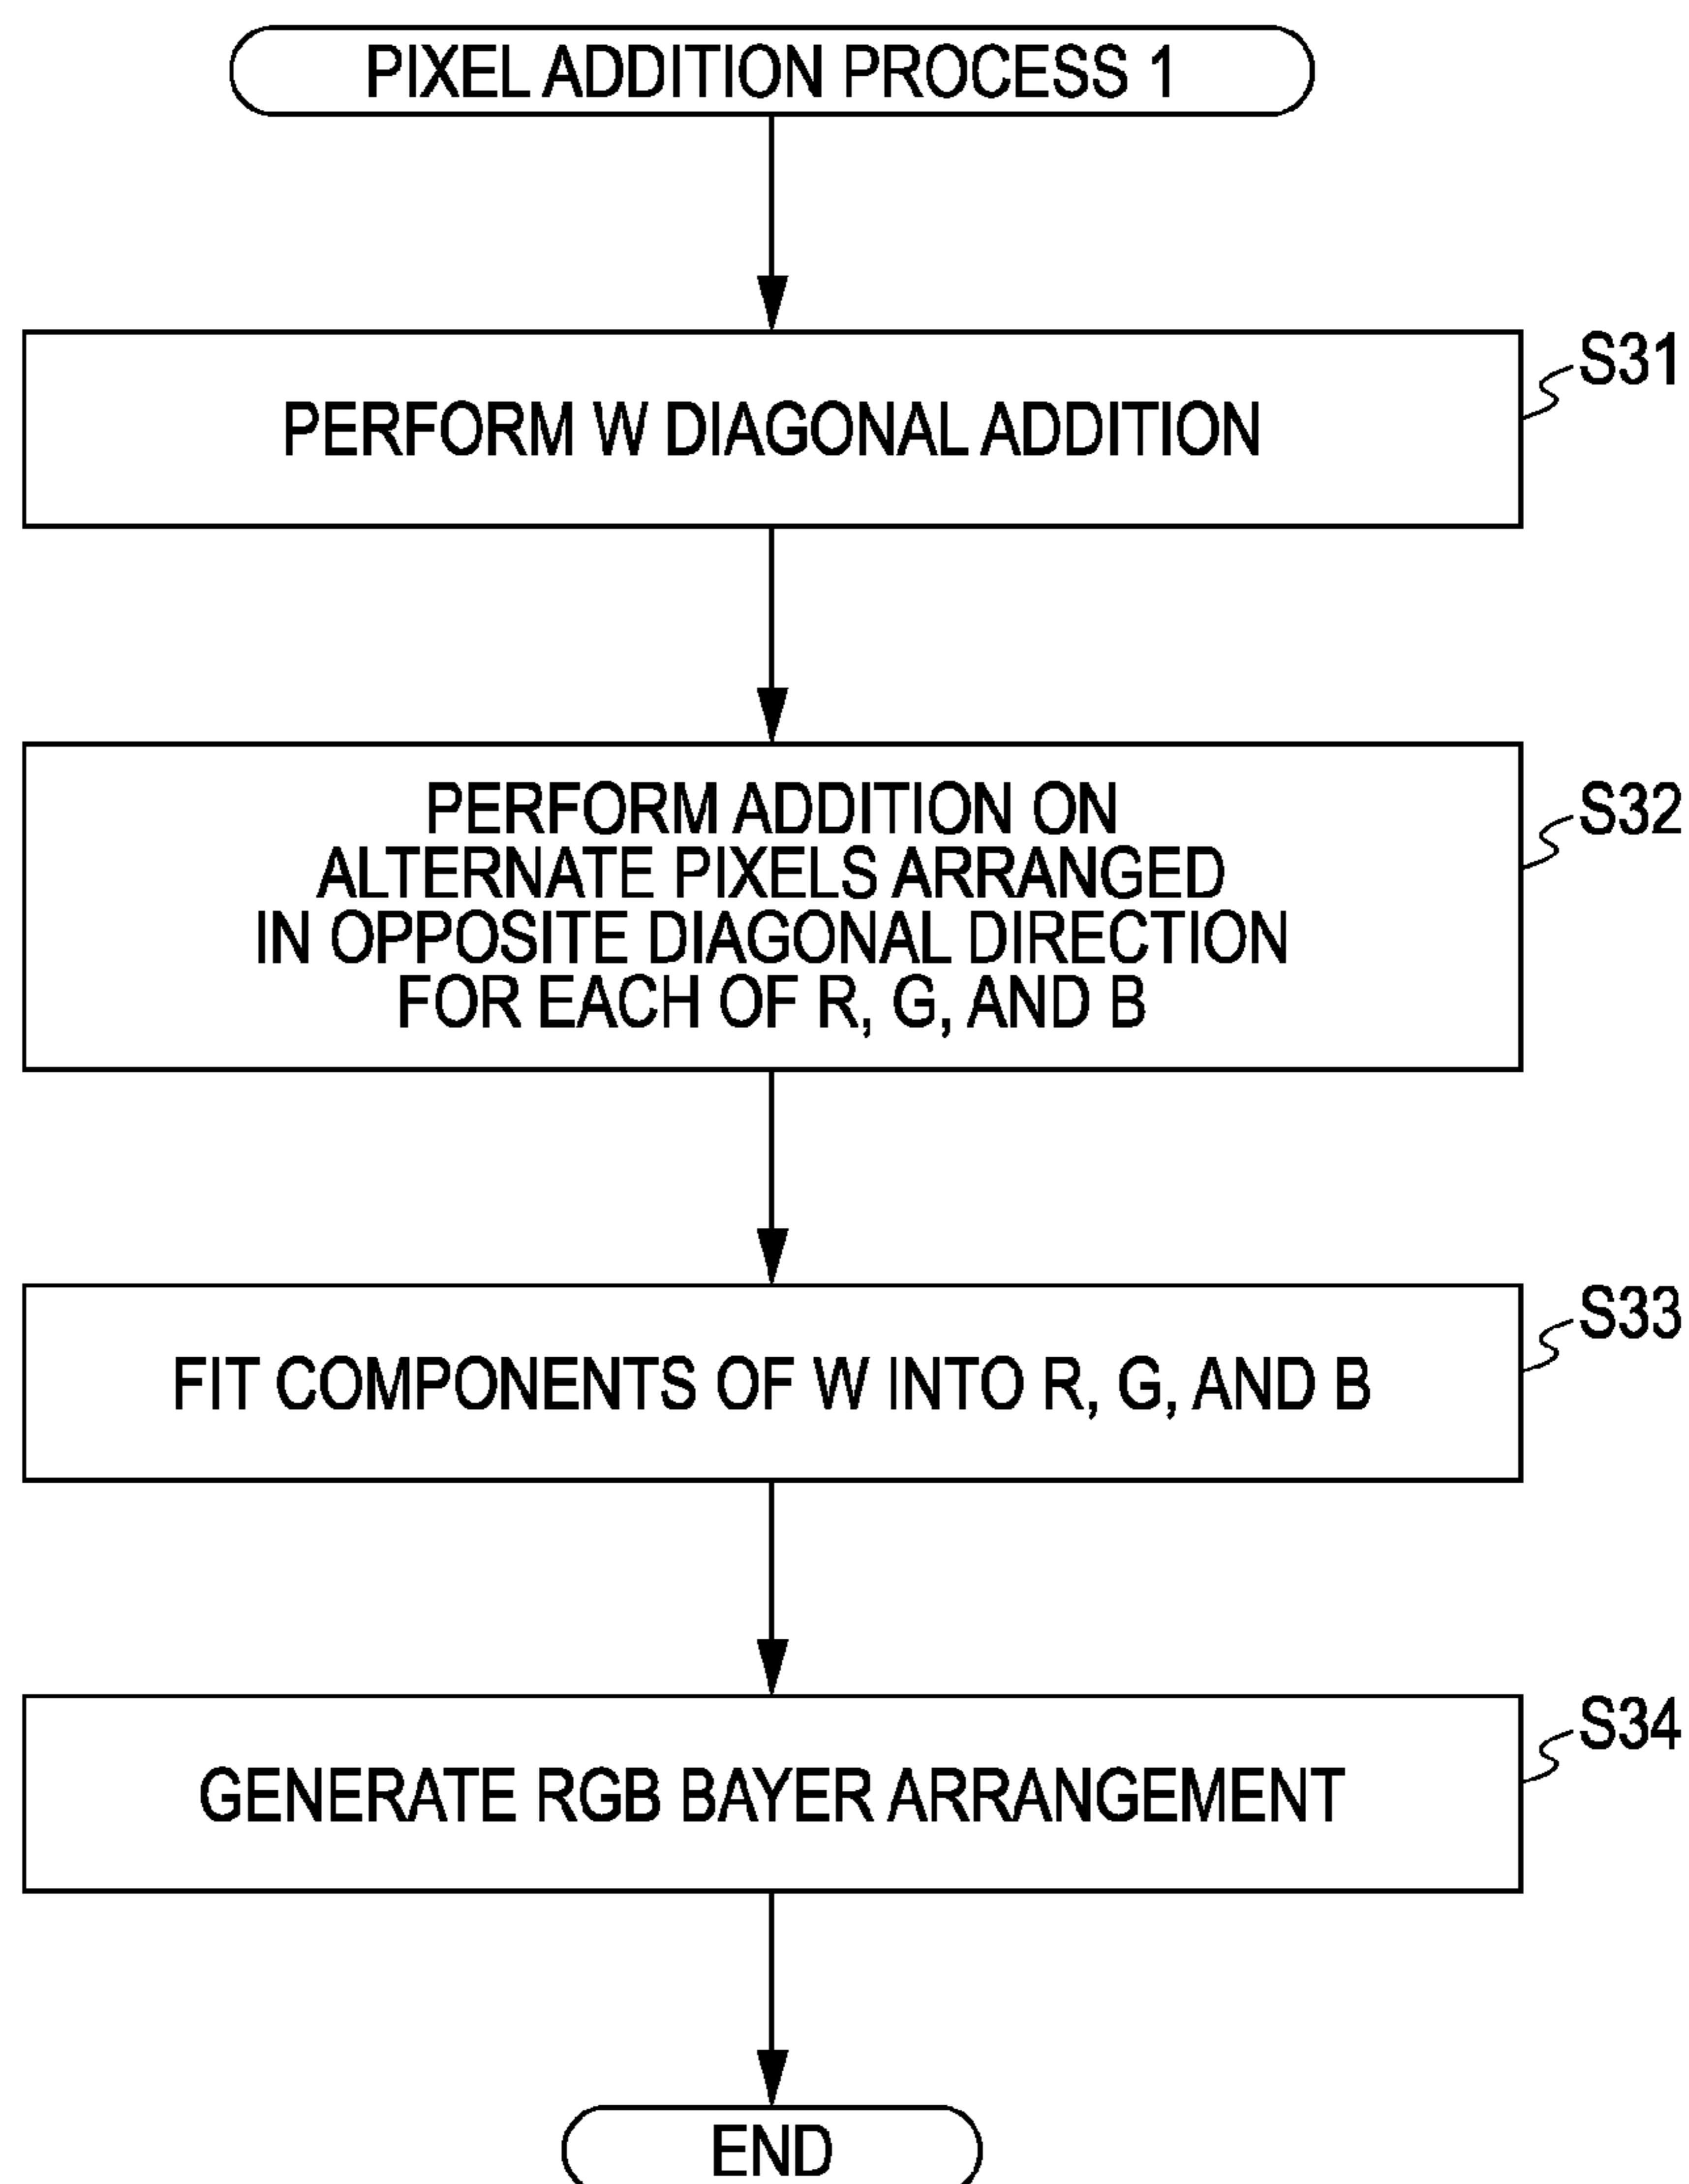 PIXEL ADDITION PROCESS 1
S31
PERFORM W DIAGONAL ADDITION
S32
PERFORM ADDITION ON
ALTERNATE PIXELS ARRANGED
IN OPPOSITE DIAGONAL DIRECTION
FOR EACH OF R, G, AND B
S33
FIT COMPONENTS OF W INTO R, G, AND B
S34
GENERATE RGB BAYER ARRANGEMENT
END